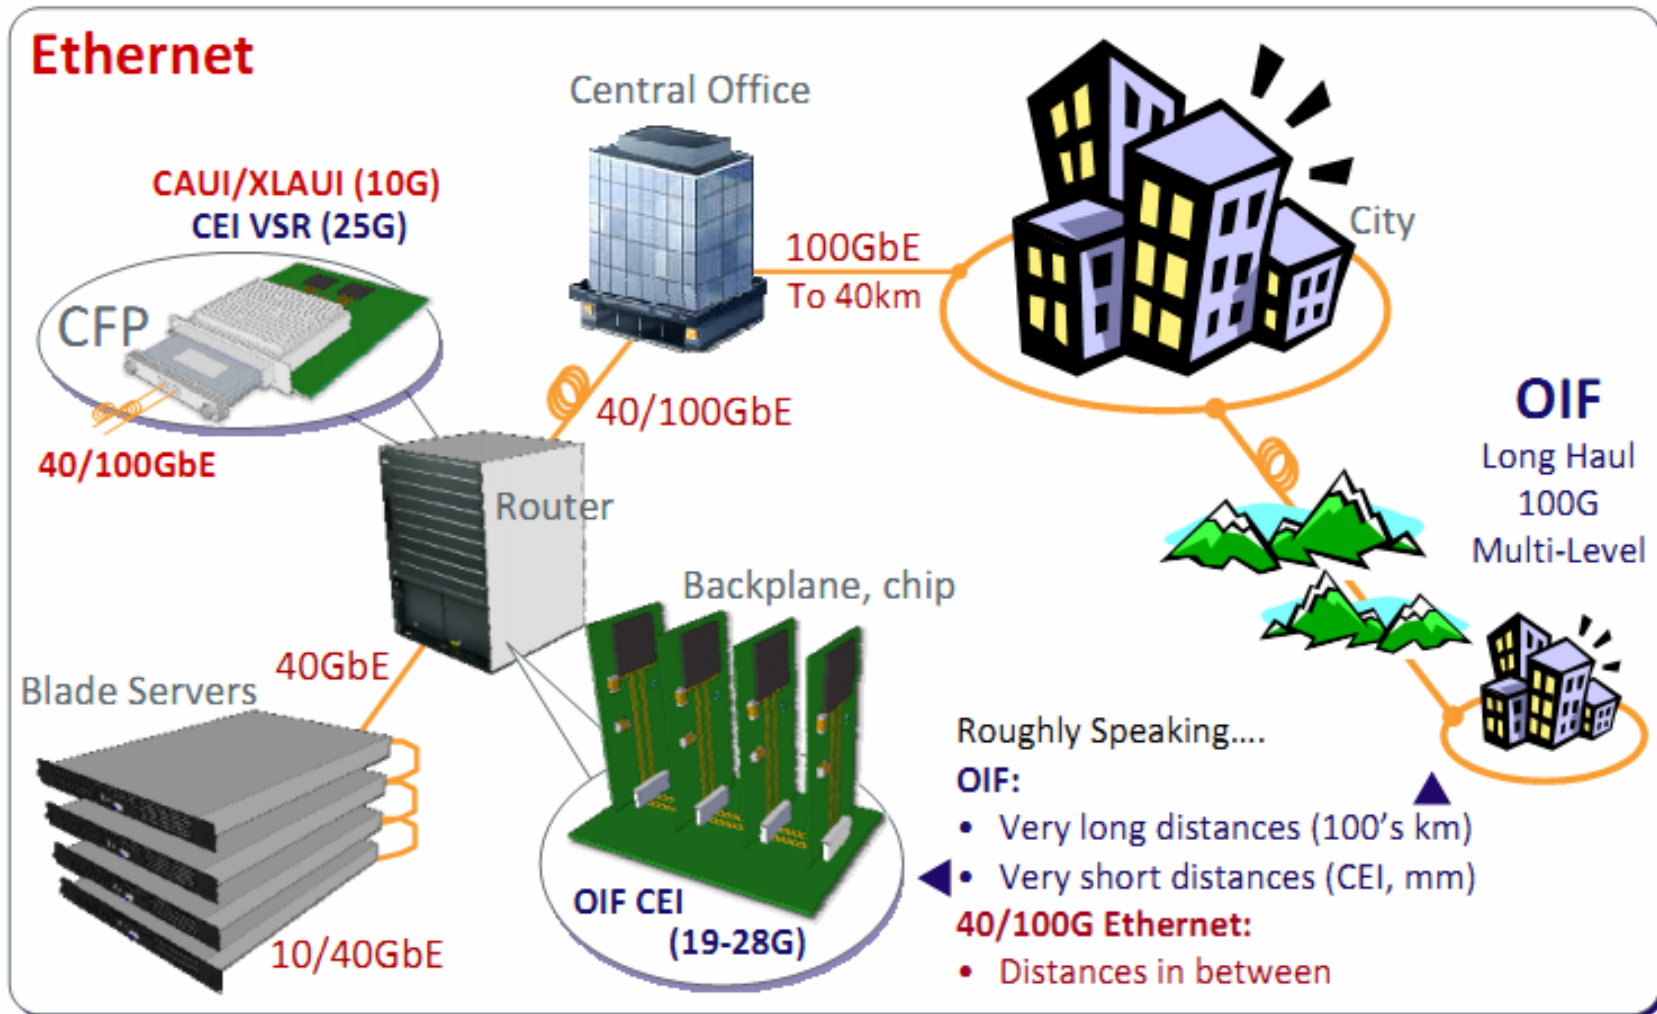 Ethernet
Central Office
CAUI/XLAUI (10G)
CEI VSR (25G)
City
100GbE
To 40km
CFP
OIF
Long Haul
100G
Multi-Level
40/100GbE
40/100GbE
Router
Backplane, chip
40GbE
Blade Servers
10/40GbE
OIF CEI
(19-28G)
Roughly Speaking....
OIF:
• Very long distances (100's km)
• Very short distances (CEI, mm)
40/100G Ethernet:
• Distances in between